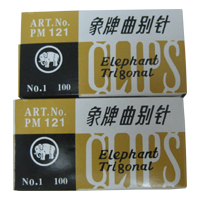 ART.No.
PM 121
象牌曲别针
Elephant
Trigonal
CLIPS
No.1 100
ART.No.
PM 121
象牌曲别针
Elephant
Trigonal
CLIPS
No.1 100